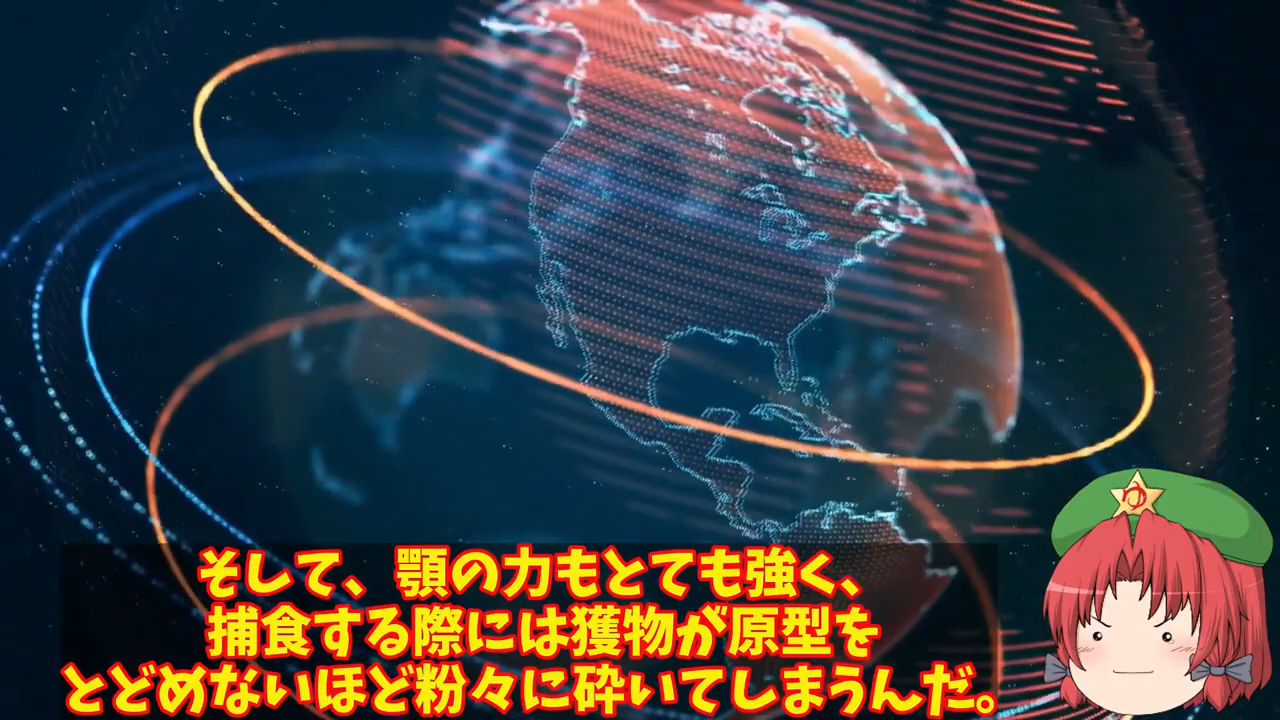 そして、顎の力もとても強く、
捕食する際には獲物が原型を
とどめないほど粉々に砕いてしまうんだ。